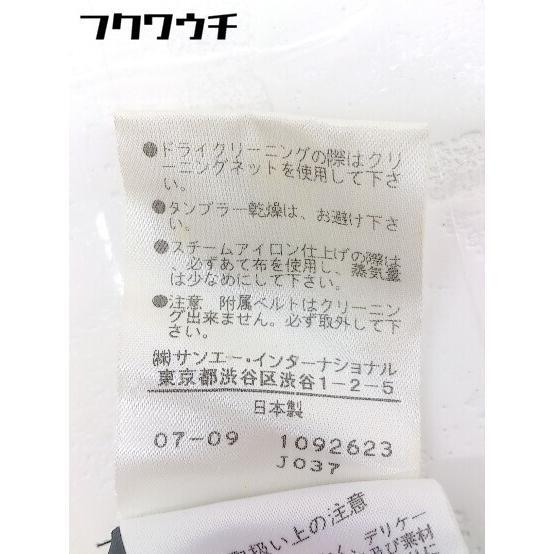 フクワウチ
●ドライクリーニングの際はクリ
ーニングネットを使用して下さ
い。
●タンブラー乾燥は、お避け下さ
い。
●スチームアイロン仕上げの際は
必ずあて布を使用し、蒸気量
は少なめにして下さい。
●注意 附属ベルトはクリーニン
グ出来ません。必ず取外して下
さい。
㈱サンエー・インターナショナル
東京都渋谷区渋谷1-2-5
日本製
07-09 1092623
J037
取扱い上の注意
デリケー
び素材